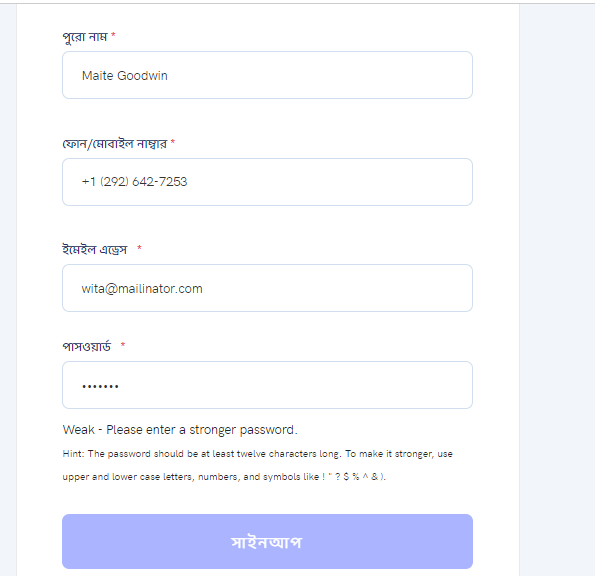 পুরো নাম *
Maite Goodwin
ফোন/মোবাইল নাম্বার *
+1 (292) 642-7253
ইমেইল এড্রেস *
wita@mailinator.com
পাসওয়ার্ড *
•••••••
Weak - Please enter a stronger password.
Hint: The password should be at least twelve characters long. To make it stronger, use
upper and lower case letters, numbers, and symbols like ! " ? $ % ^ & ).
সাইনআপ